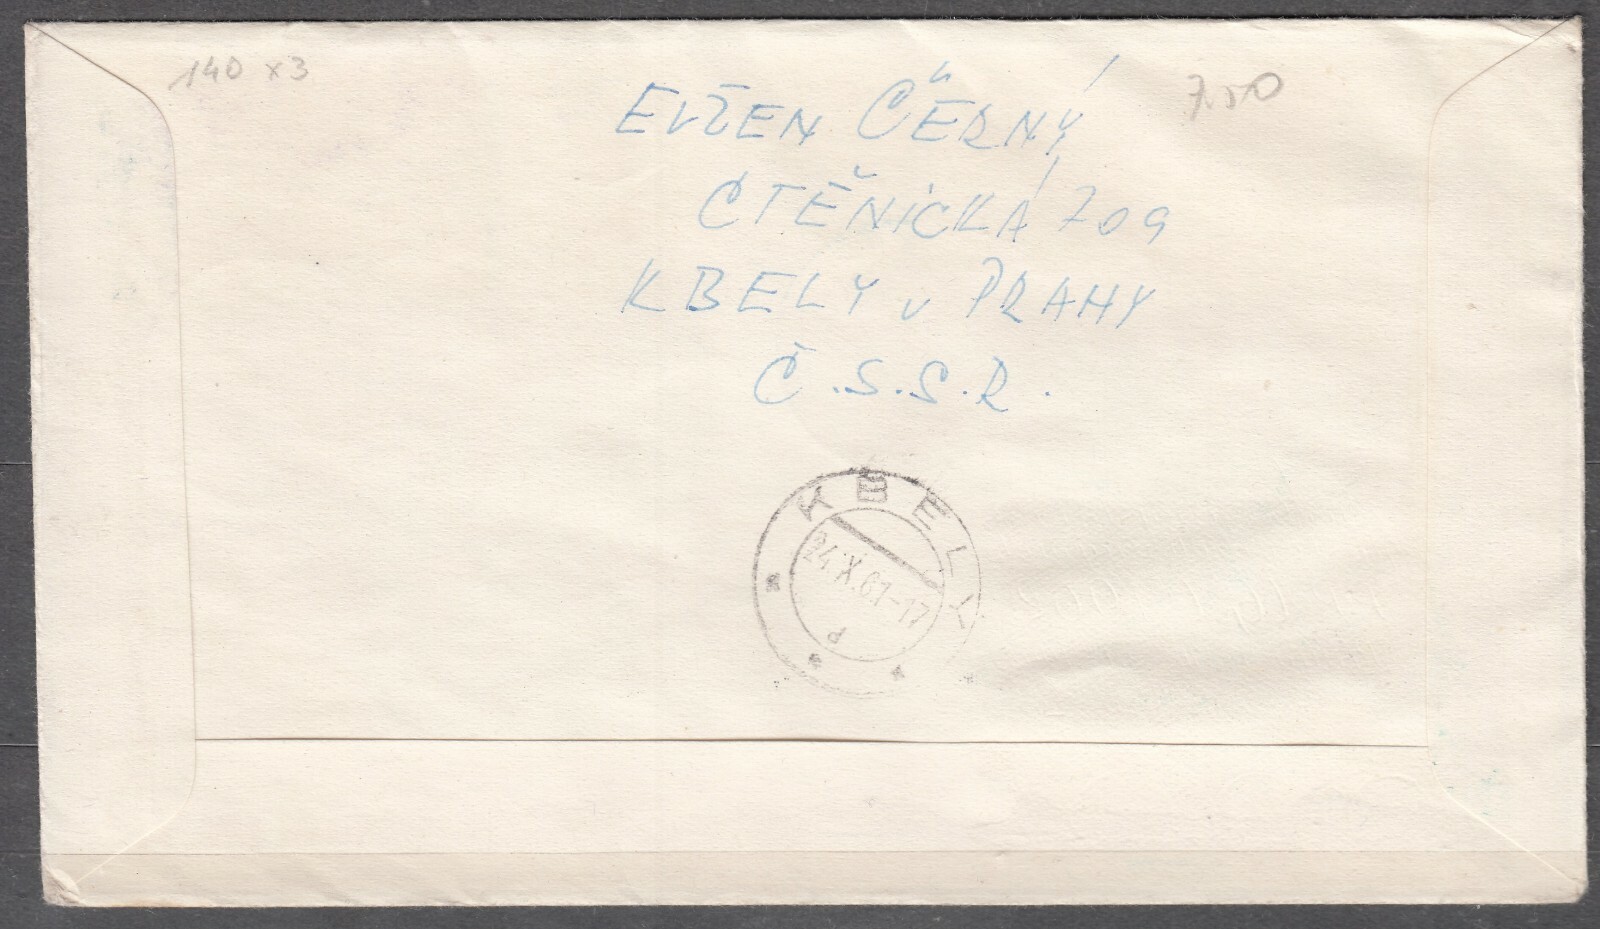 140 x 3
7.50
EVŽEN ČERNÝ
CTĚNICKÁ 709
KBELY v PRAHY
Č.S.S.R.
KBELY
24.X.61-17
P